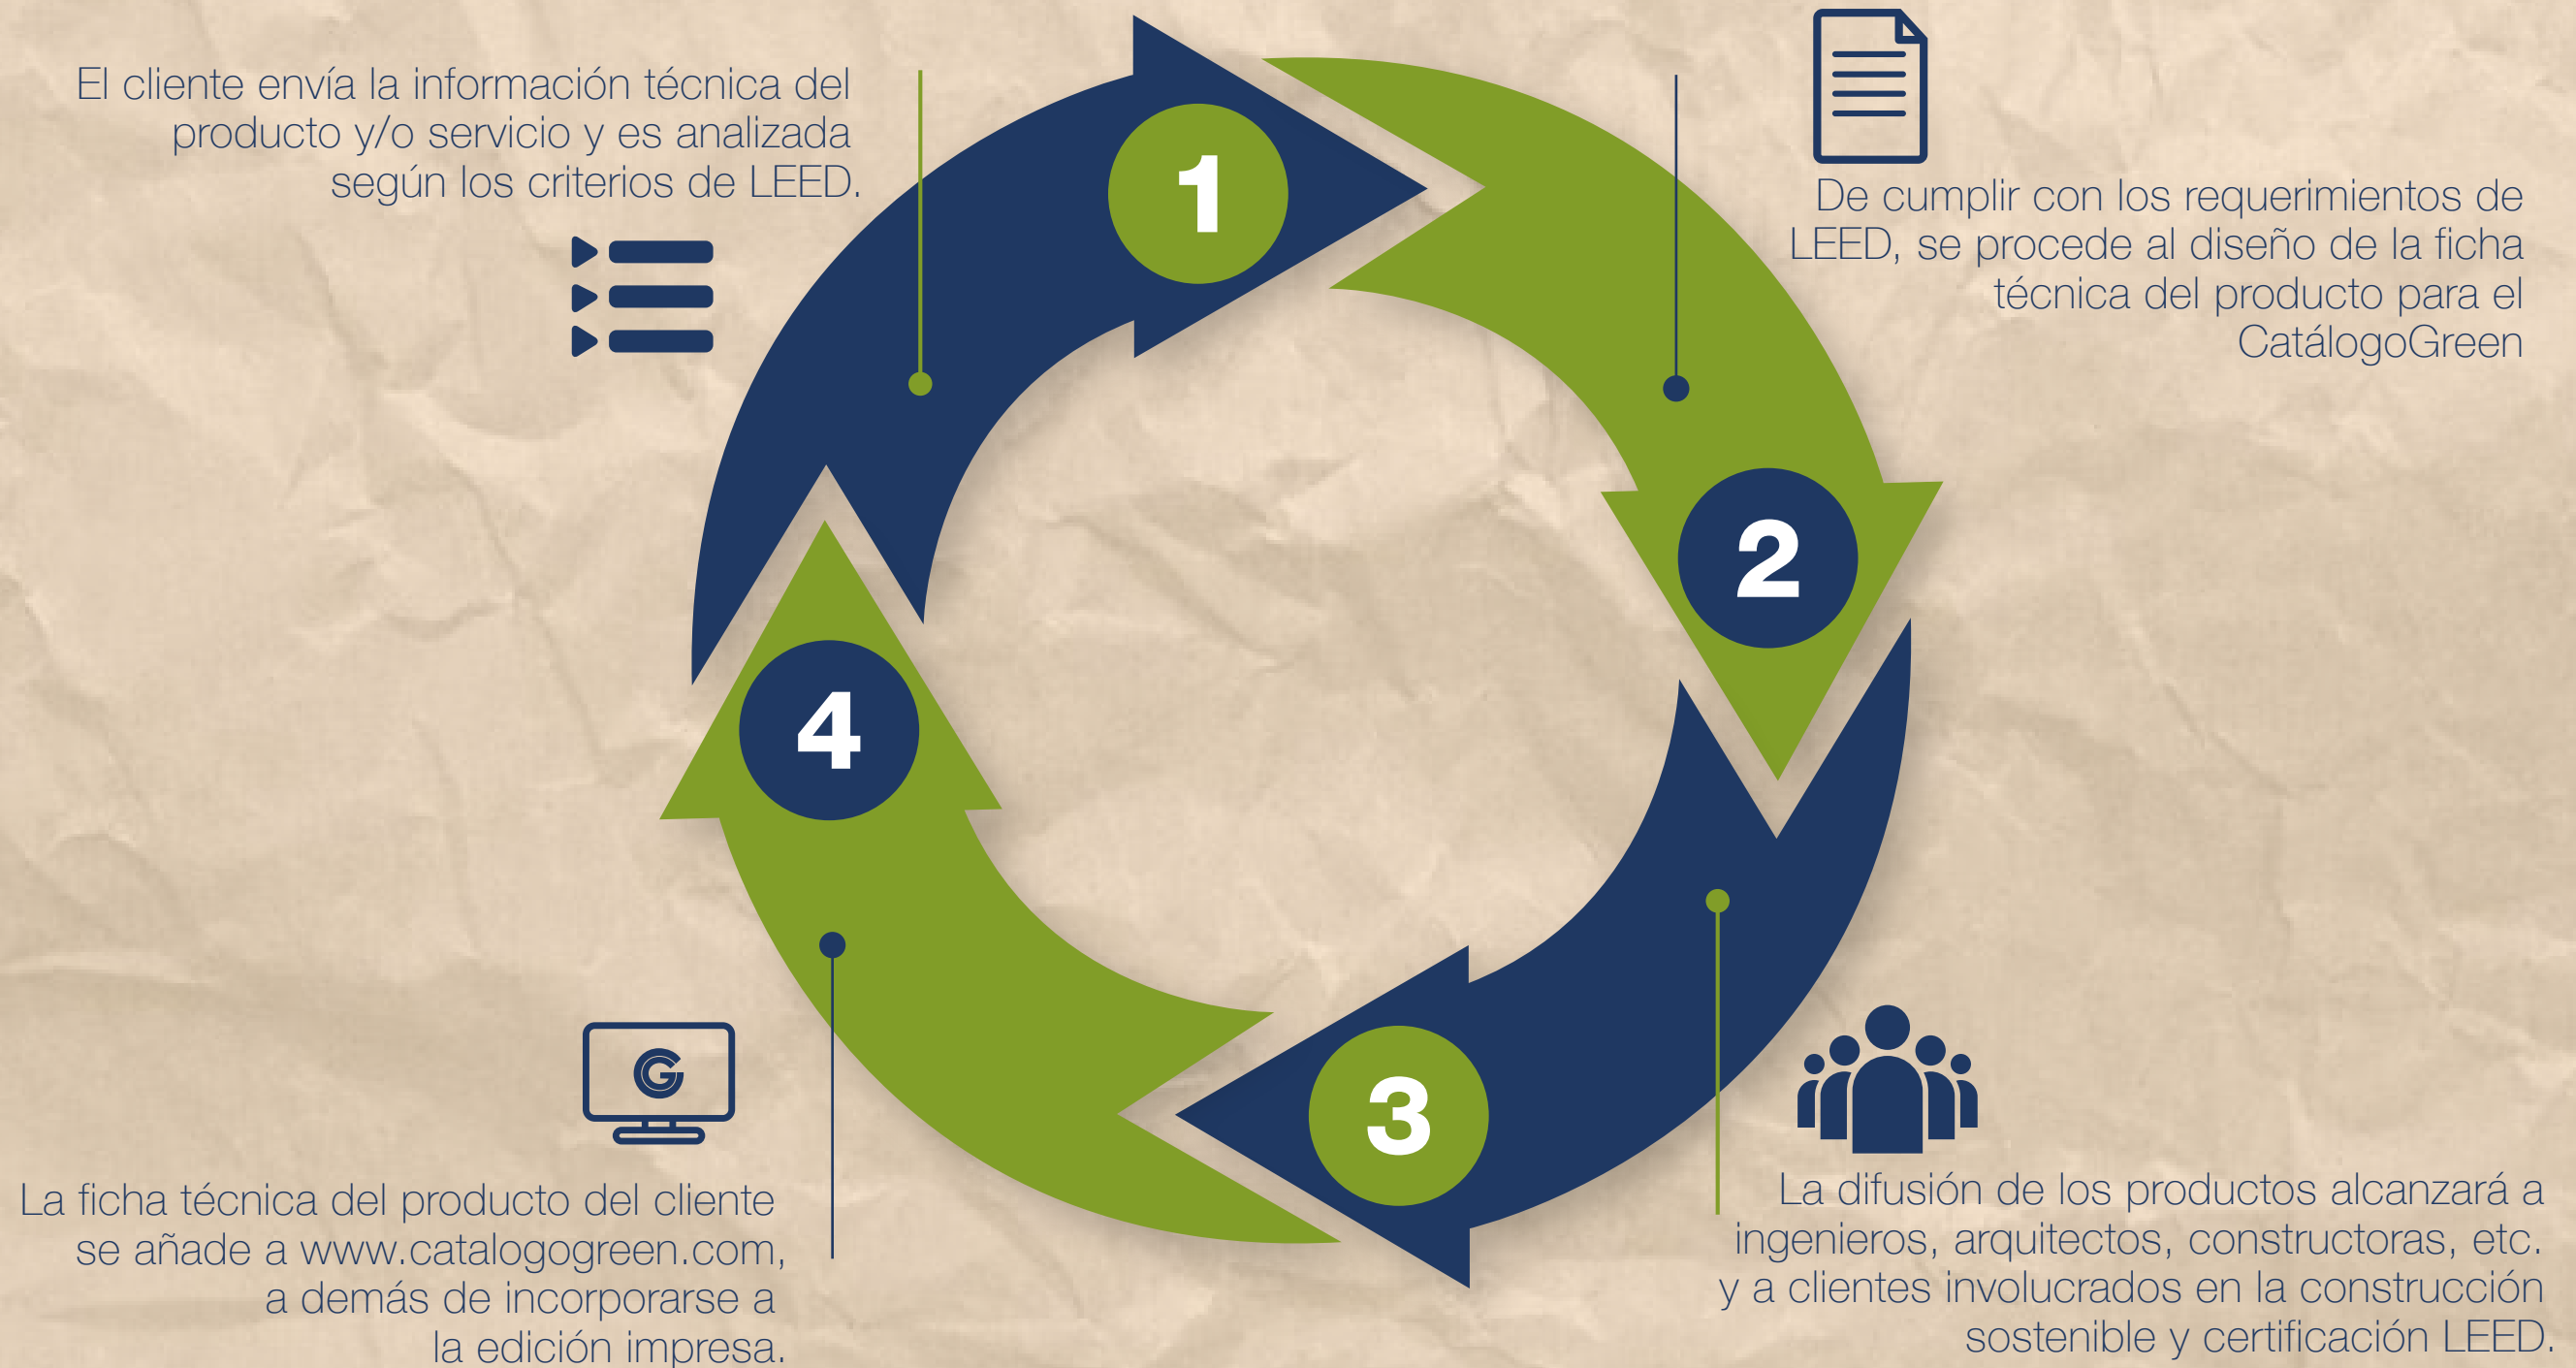 El cliente envía la información técnica del
producto y/o servicio y es analizada
según los criterios de LEED.
1
De cumplir con los requerimientos de
LEED, se procede al diseño de la ficha
técnica del producto para el
CatálogoGreen
2
La difusión de los productos alcanzará a
ingenieros, arquitectos, constructoras, etc.
y a clientes involucrados en la construcción
sostenible y certificación LEED.
3
G
La ficha técnica del producto del cliente
se añade a www.catalogogreen.com,
a demás de incorporarse a
la edición impresa.
4